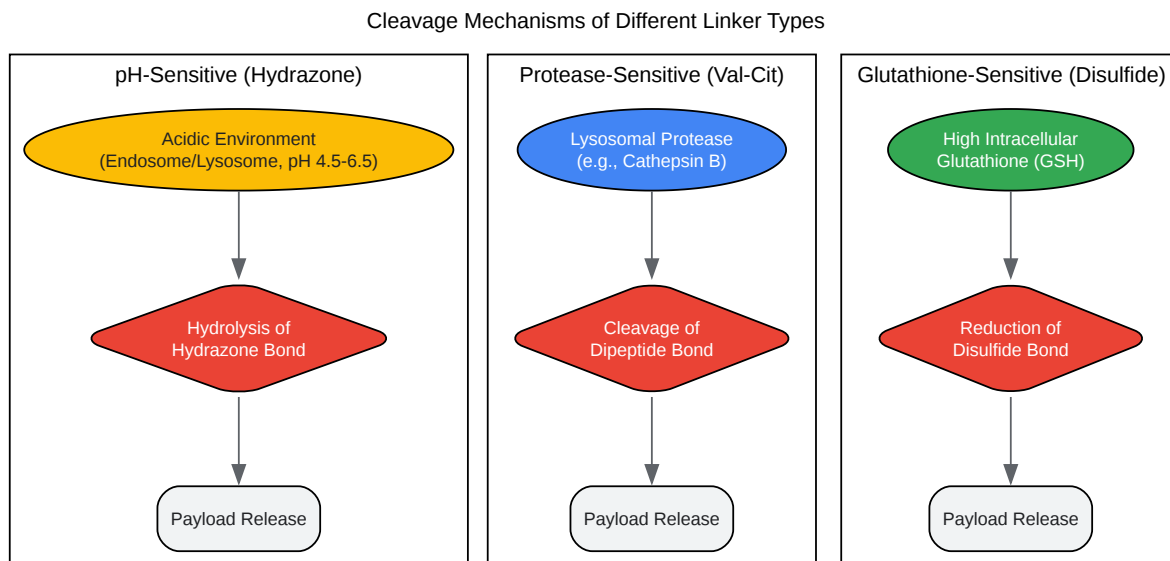 Cleavage Mechanisms of Different Linker Types
pH-Sensitive (Hydrazone)
Acidic Environment
(Endosome/Lysosome, pH 4.5-6.5)
Hydrolysis of
Hydrazone Bond
Payload Release
Protease-Sensitive (Val-Cit)
Lysosomal Protease
(e.g., Cathepsin B)
Cleavage of
Dipeptide Bond
Payload Release
Glutathione-Sensitive (Disulfide)
High Intracellular
Glutathione (GSH)
Reduction of
Disulfide Bond
Payload Release